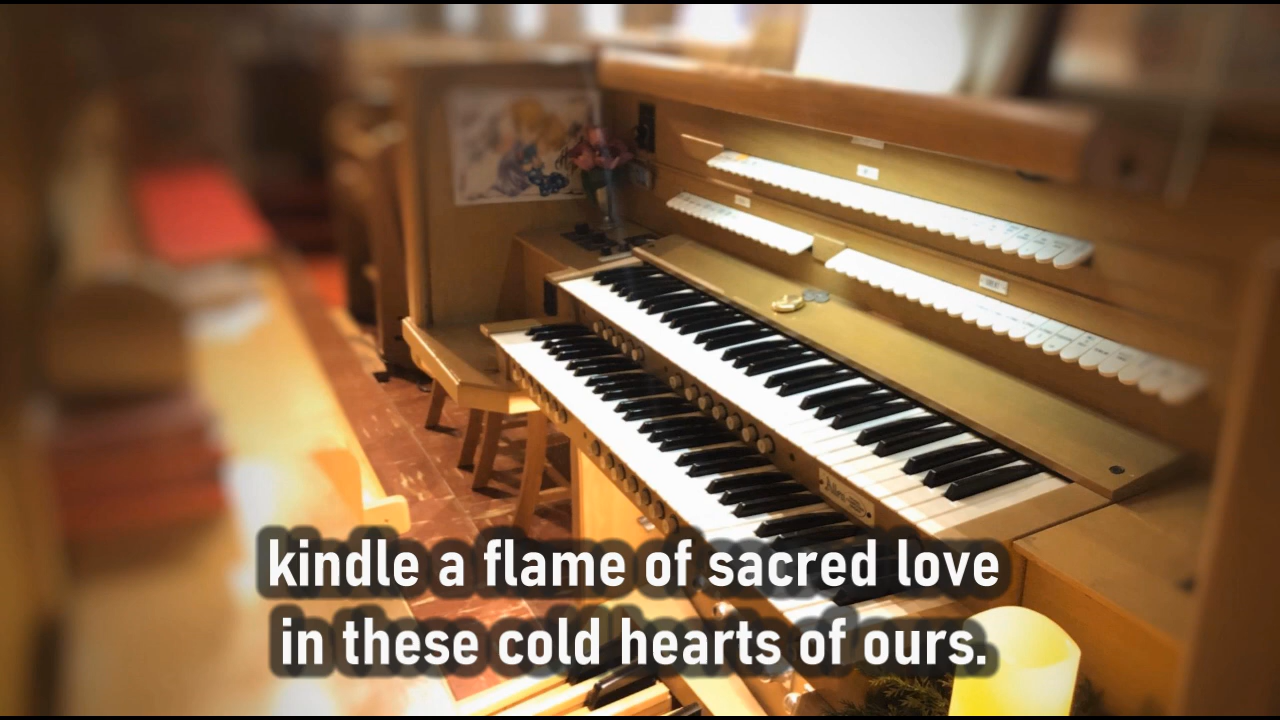 kindle a flame of sacred love
in these cold hearts of ours.